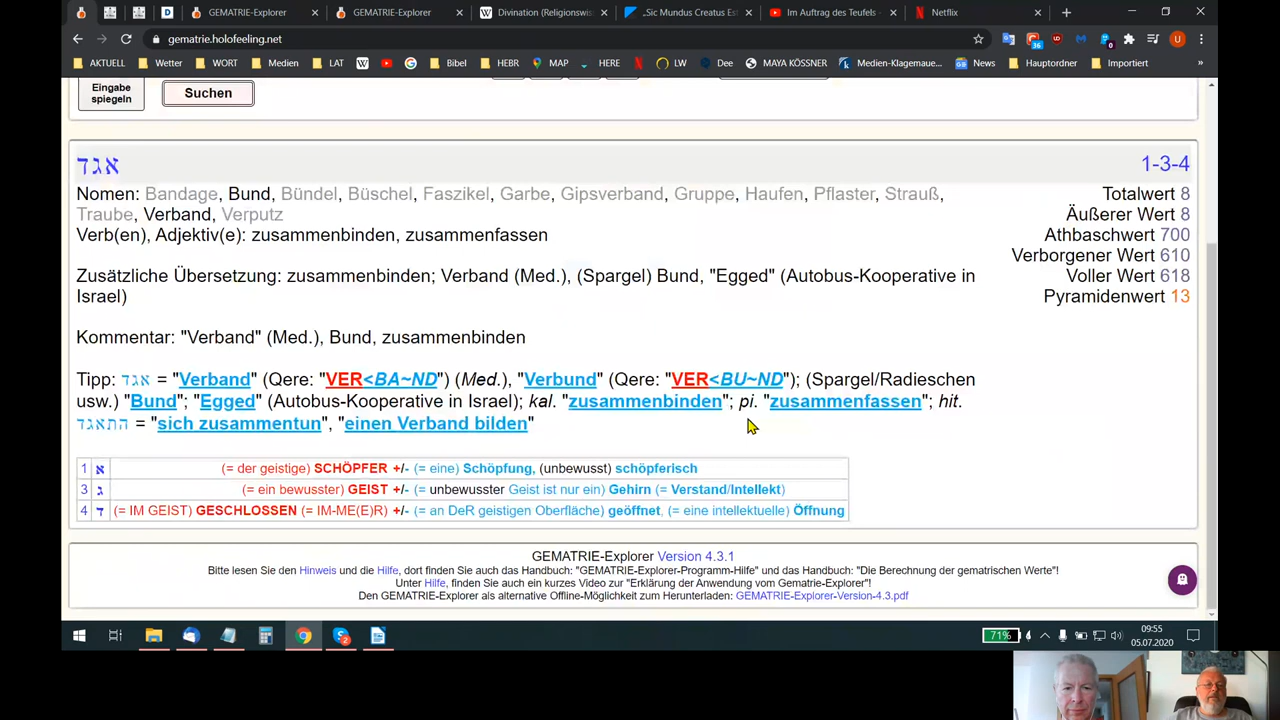 GEMATRIE-Explorer GEMATRIE-Explorer Divination (Religionswis „Sic Mundus Creatus Est Im Auftrag des Teufels - Netflix
gematrie.holofeeling.net
AKTUELL Wetter WORT Medien LAT Bibel HEBR MAP HERE LW Dee MAYA KÖSSNER Medien-Klagemaue... News Hauptordner Importiert »
Eingabe
spiegeln
Suchen
אגד 1-3-4
Nomen: Bandage, Bund, Bündel, Büschel, Faszikel, Garbe, Gipsverband, Gruppe, Haufen, Pflaster, Strauß,
Traube, Verband, Verputz
Verb(en), Adjektiv(e): zusammenbinden, zusammenfassen
Totalwert 8
Äußerer Wert 8
Athbaschwert 700
Verborgener Wert 610
Voller Wert 618
Pyramidenwert 13
Zusätzliche Übersetzung: zusammenbinden; Verband (Med.), (Spargel) Bund, "Egged" (Autobus-Kooperative in
Israel)
Kommentar: "Verband" (Med.), Bund, zusammenbinden
Tipp: אגד = "Verband" (Qere: "VER<BA~ND") (Med.), "Verbund" (Qere: "VER<BU~ND"); (Spargel/Radieschen
usw.) "Bund"; "Egged" (Autobus-Kooperative in Israel); kal. "zusammenbinden"; pi. "zusammenfassen"; hit.
התאגד = "sich zusammentun", "einen Verband bilden"
1 א (= der geistige) SCHÖPFER +/- (= eine) Schöpfung, (unbewusst) schöpferisch
3 ג (= ein bewusster) GEIST +/- (= unbewusster Geist ist nur ein) Gehirn (= Verstand/Intellekt)
4 ד (= IM GEIST) GESCHLOSSEN (= IM-ME(E)R) +/- (= an DeR geistigen Oberfläche) geöffnet, (= eine intellektuelle) Öffnung
GEMATRIE-Explorer Version 4.3.1
Bitte lesen Sie den Hinweis und die Hilfe, dort finden Sie auch das Handbuch: "GEMATRIE-Explorer-Programm-Hilfe" und das Handbuch: "Die Berechnung der gematrischen Werte"!
Unter Hilfe, finden Sie auch ein kurzes Video zur "Erklärung der Anwendung vom Gematrie-Explorer"!
Den GEMATRIE-Explorer als alternative Offline-Möglichkeit zum Herunterladen: GEMATRIE-Explorer-Version-4.3.pdf
71% 09:55
05.07.2020